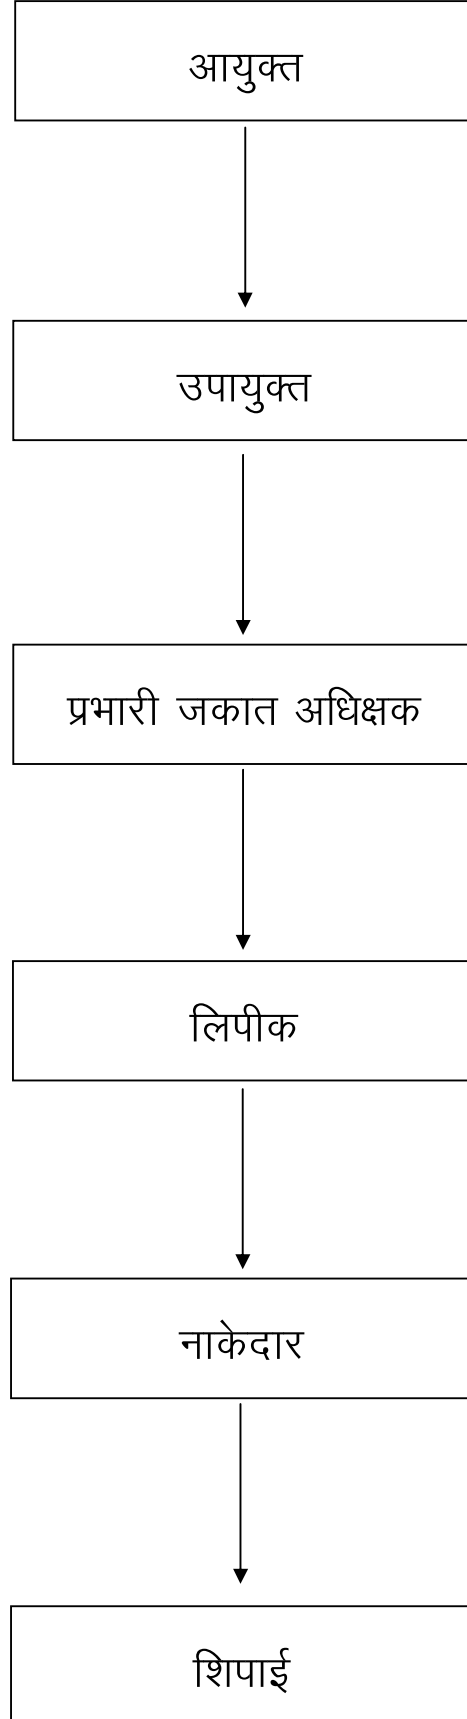 आयुक्त
उपायुक्त
प्रभारी जकात अधिक्षक
लिपीक
नाकेदार
शिपाई